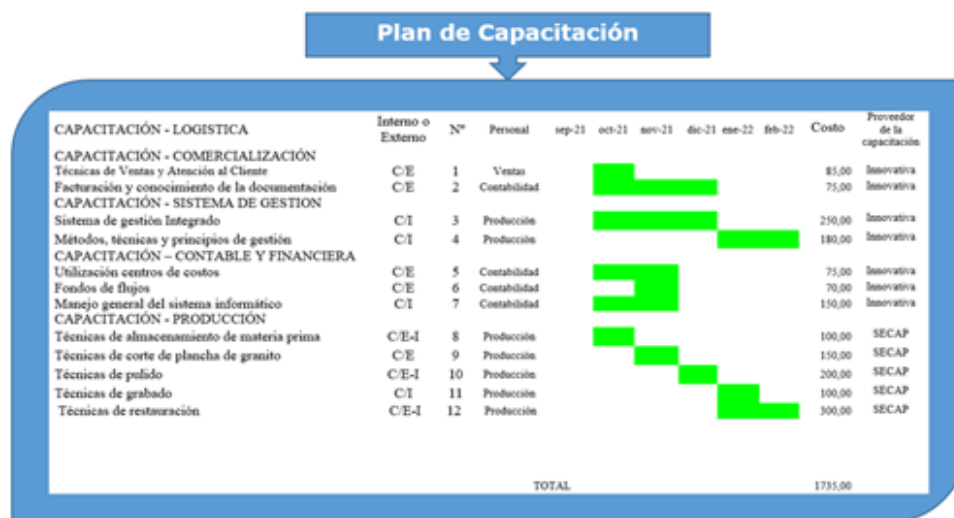 Plan de Capacitación
CAPACITACIÓN - LOGISTICA Interno o Externo N° Personal sep-21 oct-21 nov-21 dic-21 ene-22 feb-22 Costo Proveedor de la capacitación
CAPACITACIÓN - COMERCIALIZACIÓN
Técnicas de Ventas y Atención al Cliente C/E 1 Ventas 85,00 Innovativa
Facturación y conocimiento de la documentación C/E 2 Contabilidad 75,00 Innovativa
CAPACITACIÓN - SISTEMA DE GESTION
Sistema de gestión Integrado C/I 3 Producción 250,00 Innovativa
Métodos, técnicas y principios de gestión C/I 4 Producción 180,00 Innovativa
CAPACITACIÓN – CONTABLE Y FINANCIERA
Utilización centros de costos C/E 5 Contabilidad 75,00 Innovativa
Fondos de flujos C/E 6 Contabilidad 70,00 Innovativa
Manejo general del sistema informático C/I 7 Contabilidad 150,00 Innovativa
CAPACITACIÓN - PRODUCCIÓN
Técnicas de almacenamiento de materia prima C/E-I 8 Producción 100,00 SECAP
Técnicas de corte de plancha de granito C/E 9 Producción 150,00 SECAP
Técnicas de pulido C/E-I 10 Producción 200,00 SECAP
Técnicas de grabado C/I 11 Producción 100,00 SECAP
Técnicas de restauración C/E-I 12 Producción 300,00 SECAP
TOTAL 1735,00